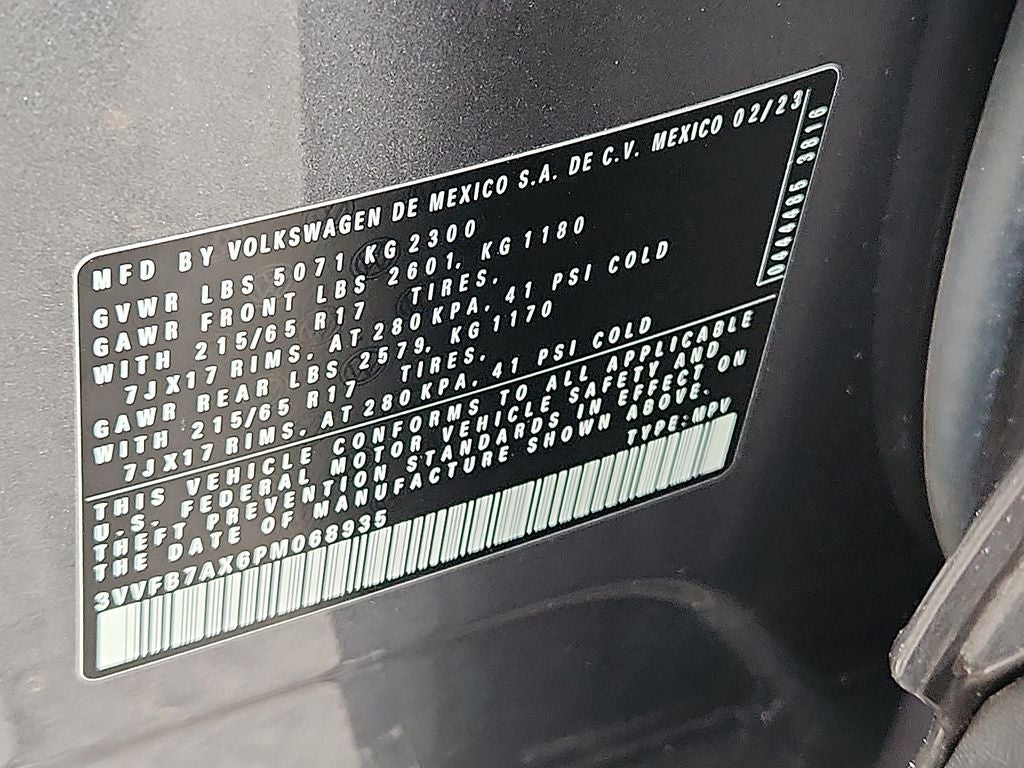 MFD BY VOLKSWAGEN DE MEXICO S.A. DE C.V. MEXICO 02/23
GVWR LBS 5071 KG 2300
GAWR FRONT LBS 2601, KG 1180
WITH 215/65 R17 TIRES,
7JX17 RIMS, AT 280 KPA, 41 PSI COLD
GAWR REAR LBS 2579, KG 1170
WITH 215/65 R17 TIRES,
7JX17 RIMS, AT 280 KPA, 41 PSI COLD
THIS VEHICLE CONFORMS TO ALL APPLICABLE
U.S. FEDERAL MOTOR VEHICLE SAFETY AND
THEFT PREVENTION STANDARDS IN EFFECT ON
THE DATE OF MANUFACTURE SHOWN ABOVE.
3VVFB7AX6PM068935 TYPE:MPV
0444485 3816